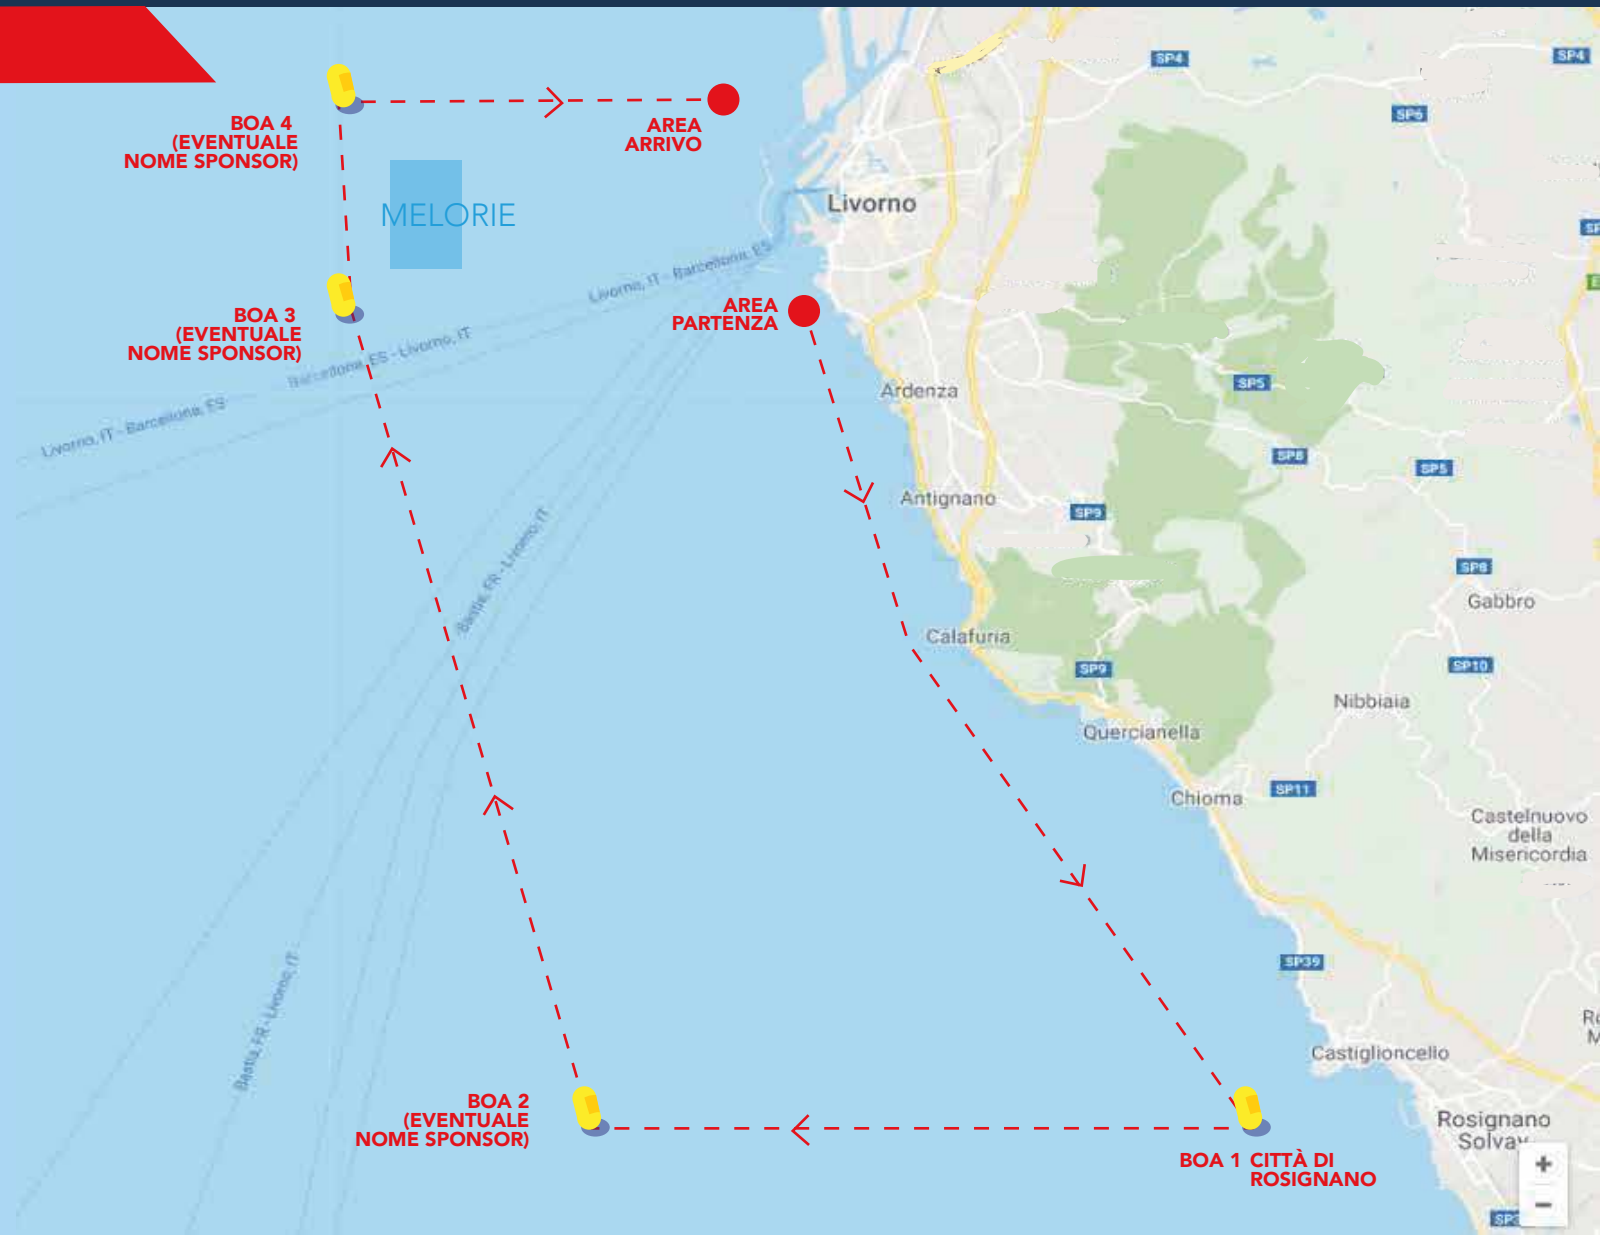 SP4
SP4
BOA 4
(EVENTUALE
NOME SPONSOR)
AREA
ARRIVO
SP6
MELORIE
Livorno
Livorno, IT - Barcellona, ES
BOA 3
(EVENTUALE
NOME SPONSOR)
AREA
PARTENZA
Barcellona, ES - Livorno, IT
Ardenza
SP5
Livorno, IT - Barcellona, ES
SP8
SP5
Antignano
SP9
Bastia, FR - Livorno, IT
SP8
Gabbro
Calafuria
SP9
SP10
Nibbiaia
Quercianella
Chioma
SP11
Castelnuovo
della
Misericordia
SP39
Bastia, FR - Livorno, IT
Castiglioncello
BOA 2
(EVENTUALE
NOME SPONSOR)
Rosignano
Solvay
BOA 1 CITTÀ DI
ROSIGNANO
+
−